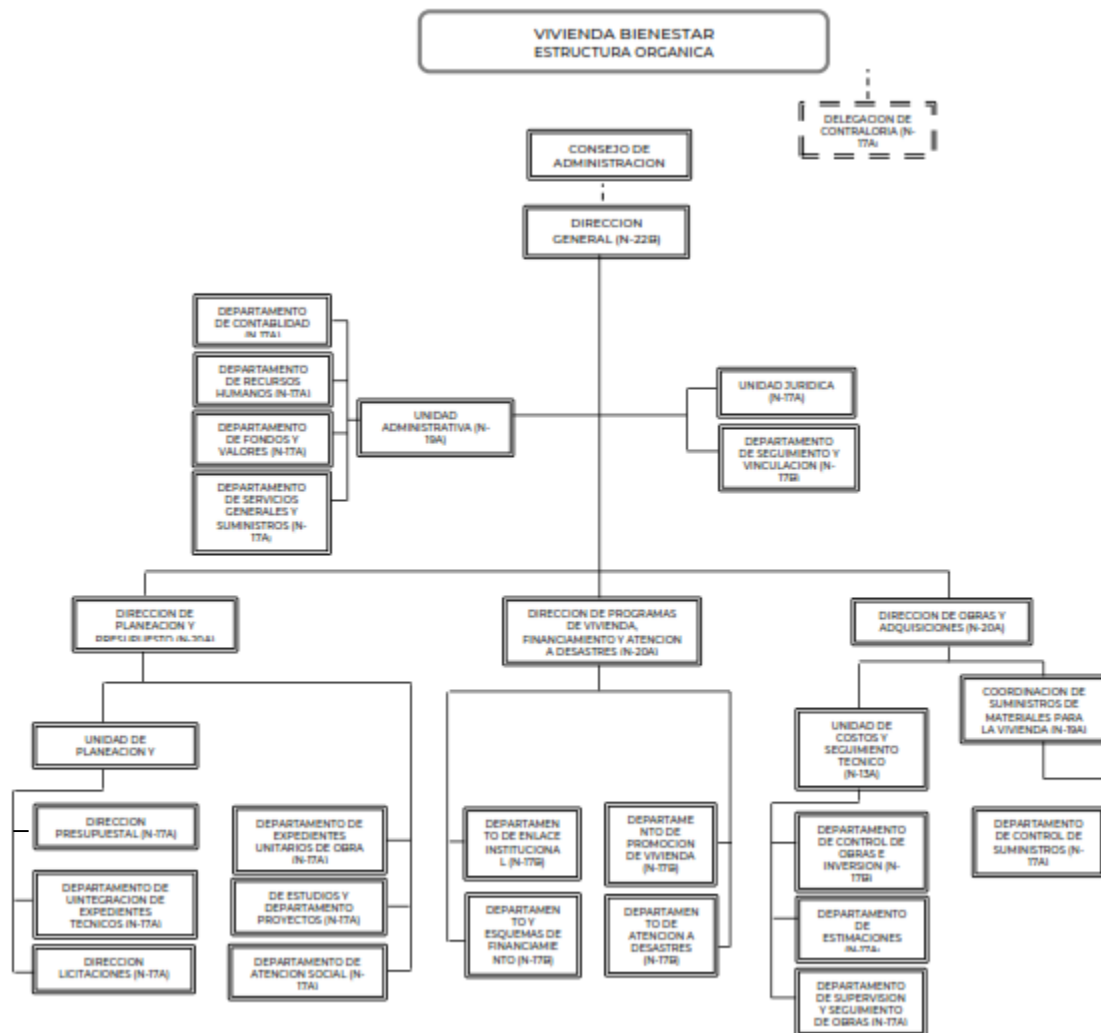 VIVIENDA BIENESTAR
ESTRUCTURA ORGANICA
DELEGACION DE
CONTRALORIA (N-
17A)
CONSEJO DE
ADMINISTRACION
DIRECCION
GENERAL (N-22B)
DEPARTAMENTO
DE CONTABLIDAD
(N-17A)
DEPARTAMENTO
DE RECURSOS
HUMANOS (N-17A)
DEPARTAMENTO
DE FONDOS Y
VALORES (N-17A)
DEPARTAMENTO
DE SERVICIOS
GENERALES Y
SUMINISTROS (N-
17A)
UNIDAD
ADMINISTRATIVA (N-
19A)
UNIDAD JURIDICA
(N-17A)
DEPARTAMENTO
DE SEGUIMIENTO Y
VINCULACION (N-
17B)
DIRECCION DE
PLANEACION Y
PRESUPUESTO (N-20A)
DIRECCION DE PROGRAMAS
DE VIVIENDA,
FINANCIAMIENTO Y ATENCION
A DESASTRES (N-20A)
DIRECCION DE OBRAS Y
ADQUISICIONES (N-20A)
UNIDAD DE
PLANEACION Y
UNIDAD DE
COSTOS Y
SEGUIMIENTO
TECNICO
(N-13A)
COORDINACION DE
SUMINISTROS DE
MATERIALES PARA
LA VIVIENDA (N-19A)
DIRECCION
PRESUPUESTAL (N-17A)
DEPARTAMENTO DE
UINTEGRACION DE
EXPEDIENTES
TECNICOS (N-17A)
DIRECCION
LICITACIONES (N-17A)
DEPARTAMENTO DE
EXPEDIENTES
UNITARIOS DE OBRA
(N-17A)
DE ESTUDIOS Y
DEPARTAMENTO
PROYECTOS (N-17A)
DEPARTAMENTO DE
ATENCION SOCIAL (N-
17A)
DEPARTAMEN
TO DE ENLACE
INSTITUCIONA
L (N-17B)
DEPARTAMEN
TO Y
ESQUEMAS DE
FINANCIAMIE
NTO (N-17B)
DEPARTAME
NTO DE
PROMOCION
DE VIVIENDA
(N-17B)
DEPARTAMEN
TO DE
ATENCION A
DESASTRES
(N-17B)
DEPARTAMENTO
DE CONTROL DE
OBRAS E
INVERSION (N-
17B)
DEPARTAMENTO
DE
ESTIMACIONES
(N-17A)
DEPARTAMENTO
DE SUPERVISION
Y SEGUIMIENTO
DE OBRAS (N-17A)
DEPARTAMENTO
DE CONTROL DE
SUMINISTROS (N-
17A)